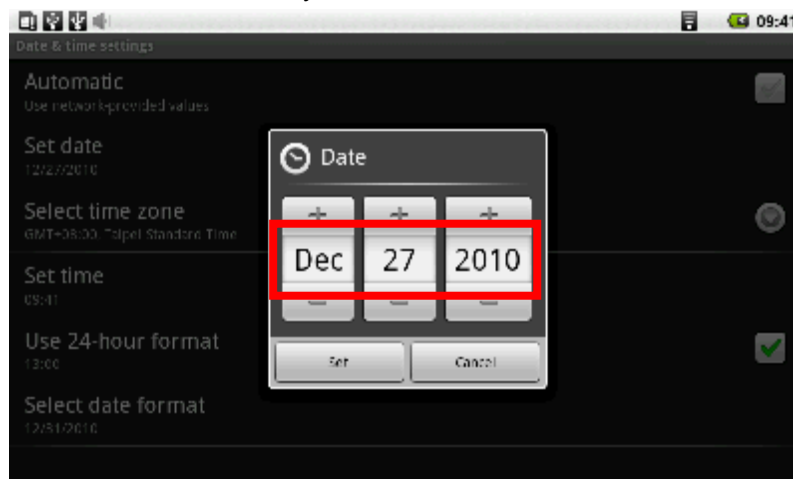 09:41
Date & time settings
Automatic
Use network-provided values
Set date
12/27/2010
Select time zone
GMT+08:00, Taipei Standard Time
Set time
09:41
Use 24-hour format
13:00
Select date format
12/31/2010
Date
+ + +
Dec 27 2010
− − −
Set Cancel